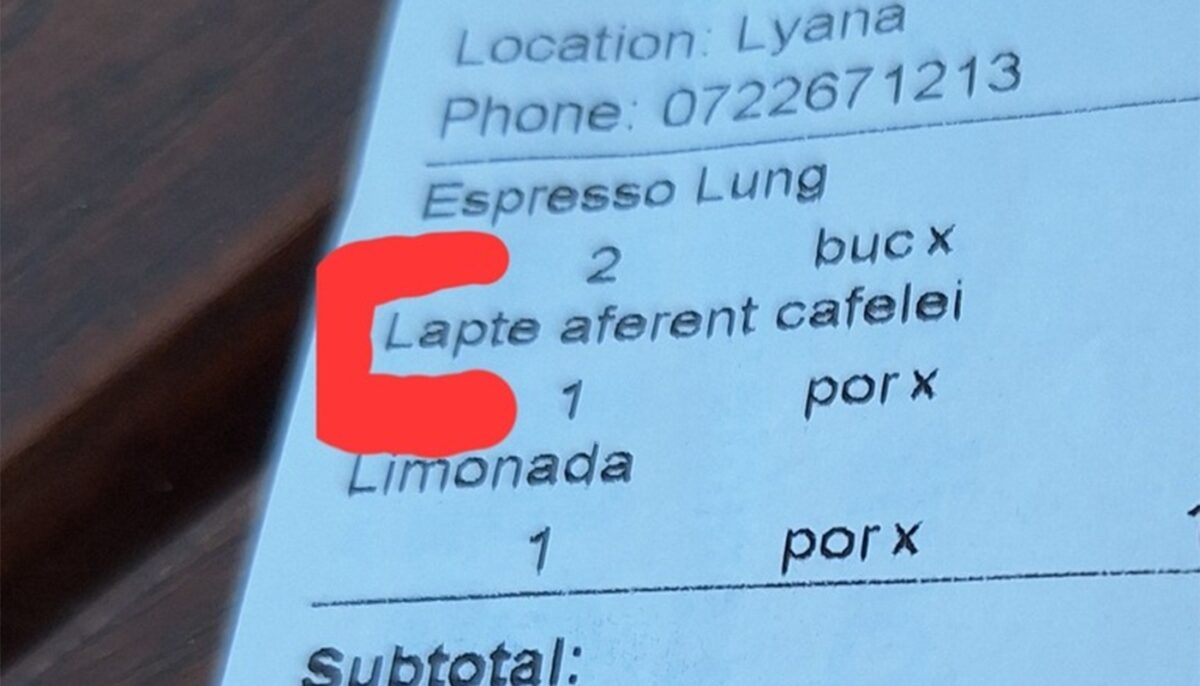 Location: Lyana
Phone: 0722671213
Espresso Lung
2 buc x
Lapte aferent cafelei
1 por x
Limonada
1 por x
Subtotal: